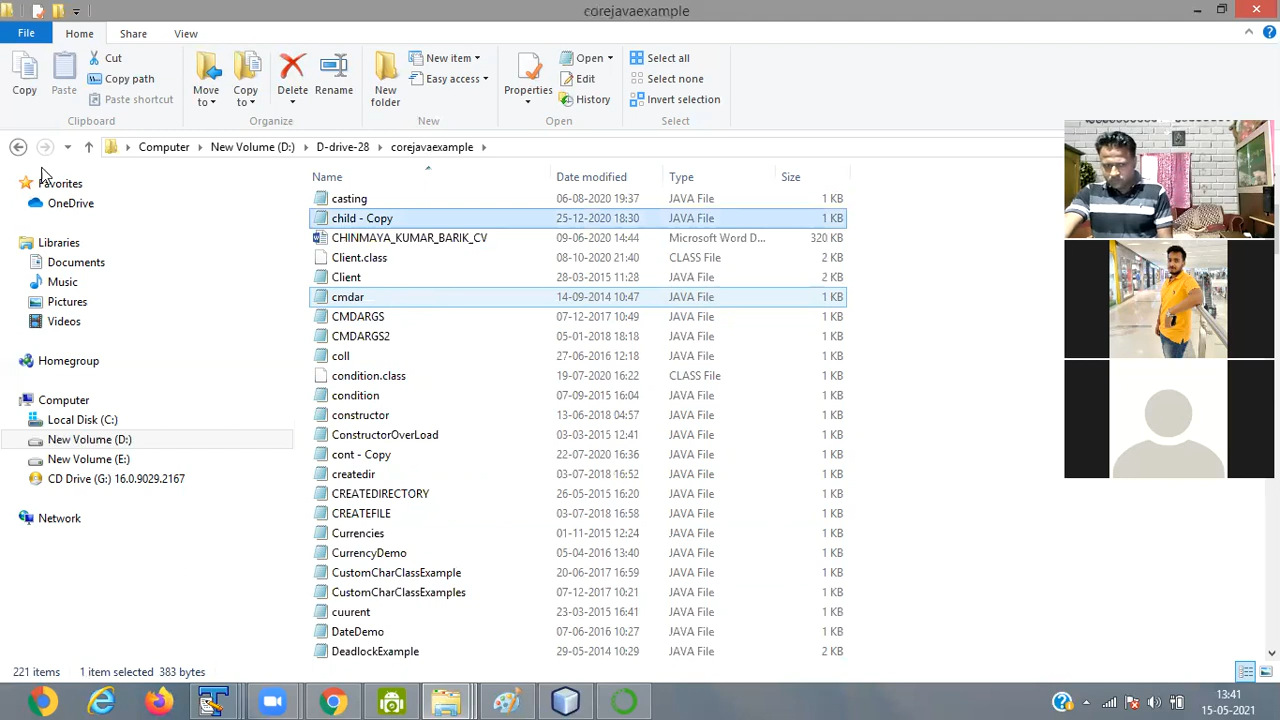 corejavaexample
File Home Share View
Copy Paste Cut Copy path Paste shortcut Move to Copy to Delete Rename New folder New item Easy access Properties Open Edit History Select all Select none Invert selection
Clipboard Organize New Open Select
Computer New Volume (D:) D-drive-28 corejavaexample
Favorites
OneDrive
Libraries
Documents
Music
Pictures
Videos
Homegroup
Computer
Local Disk (C:)
New Volume (D:)
New Volume (E:)
CD Drive (G:) 16.0.9029.2167
Network
Name Date modified Type Size
casting 06-08-2020 19:37 JAVA File 1 KB
child - Copy 25-12-2020 18:30 JAVA File 1 KB
CHINMAYA_KUMAR_BARIK_CV 09-06-2020 14:44 Microsoft Word D... 320 KB
Client.class 08-10-2020 21:40 CLASS File 2 KB
Client 28-03-2015 11:28 JAVA File 2 KB
cmdar 14-09-2014 10:47 JAVA File 1 KB
CMDARGS 07-12-2017 10:49 JAVA File 1 KB
CMDARGS2 05-01-2018 18:18 JAVA File 1 KB
coll 27-06-2016 12:18 JAVA File 1 KB
condition.class 19-07-2020 16:22 CLASS File 1 KB
condition 07-09-2015 16:04 JAVA File 1 KB
constructor 13-06-2018 04:57 JAVA File 1 KB
ConstructorOverLoad 03-03-2015 12:41 JAVA File 1 KB
cont - Copy 22-07-2020 16:36 JAVA File 1 KB
createdir 03-07-2018 16:52 JAVA File 1 KB
CREATEDIRECTORY 26-05-2015 16:20 JAVA File 1 KB
CREATEFILE 03-07-2018 16:58 JAVA File 1 KB
Currencies 01-11-2015 12:24 JAVA File 1 KB
CurrencyDemo 05-04-2016 13:40 JAVA File 1 KB
CustomCharClassExample 20-06-2017 16:59 JAVA File 1 KB
CustomCharClassExamples 07-12-2017 10:21 JAVA File 1 KB
cuurent 23-03-2015 16:41 JAVA File 1 KB
DateDemo 07-06-2016 10:27 JAVA File 1 KB
DeadlockExample 29-05-2014 10:29 JAVA File 2 KB
221 items 1 item selected 383 bytes
13:41
15-05-2021